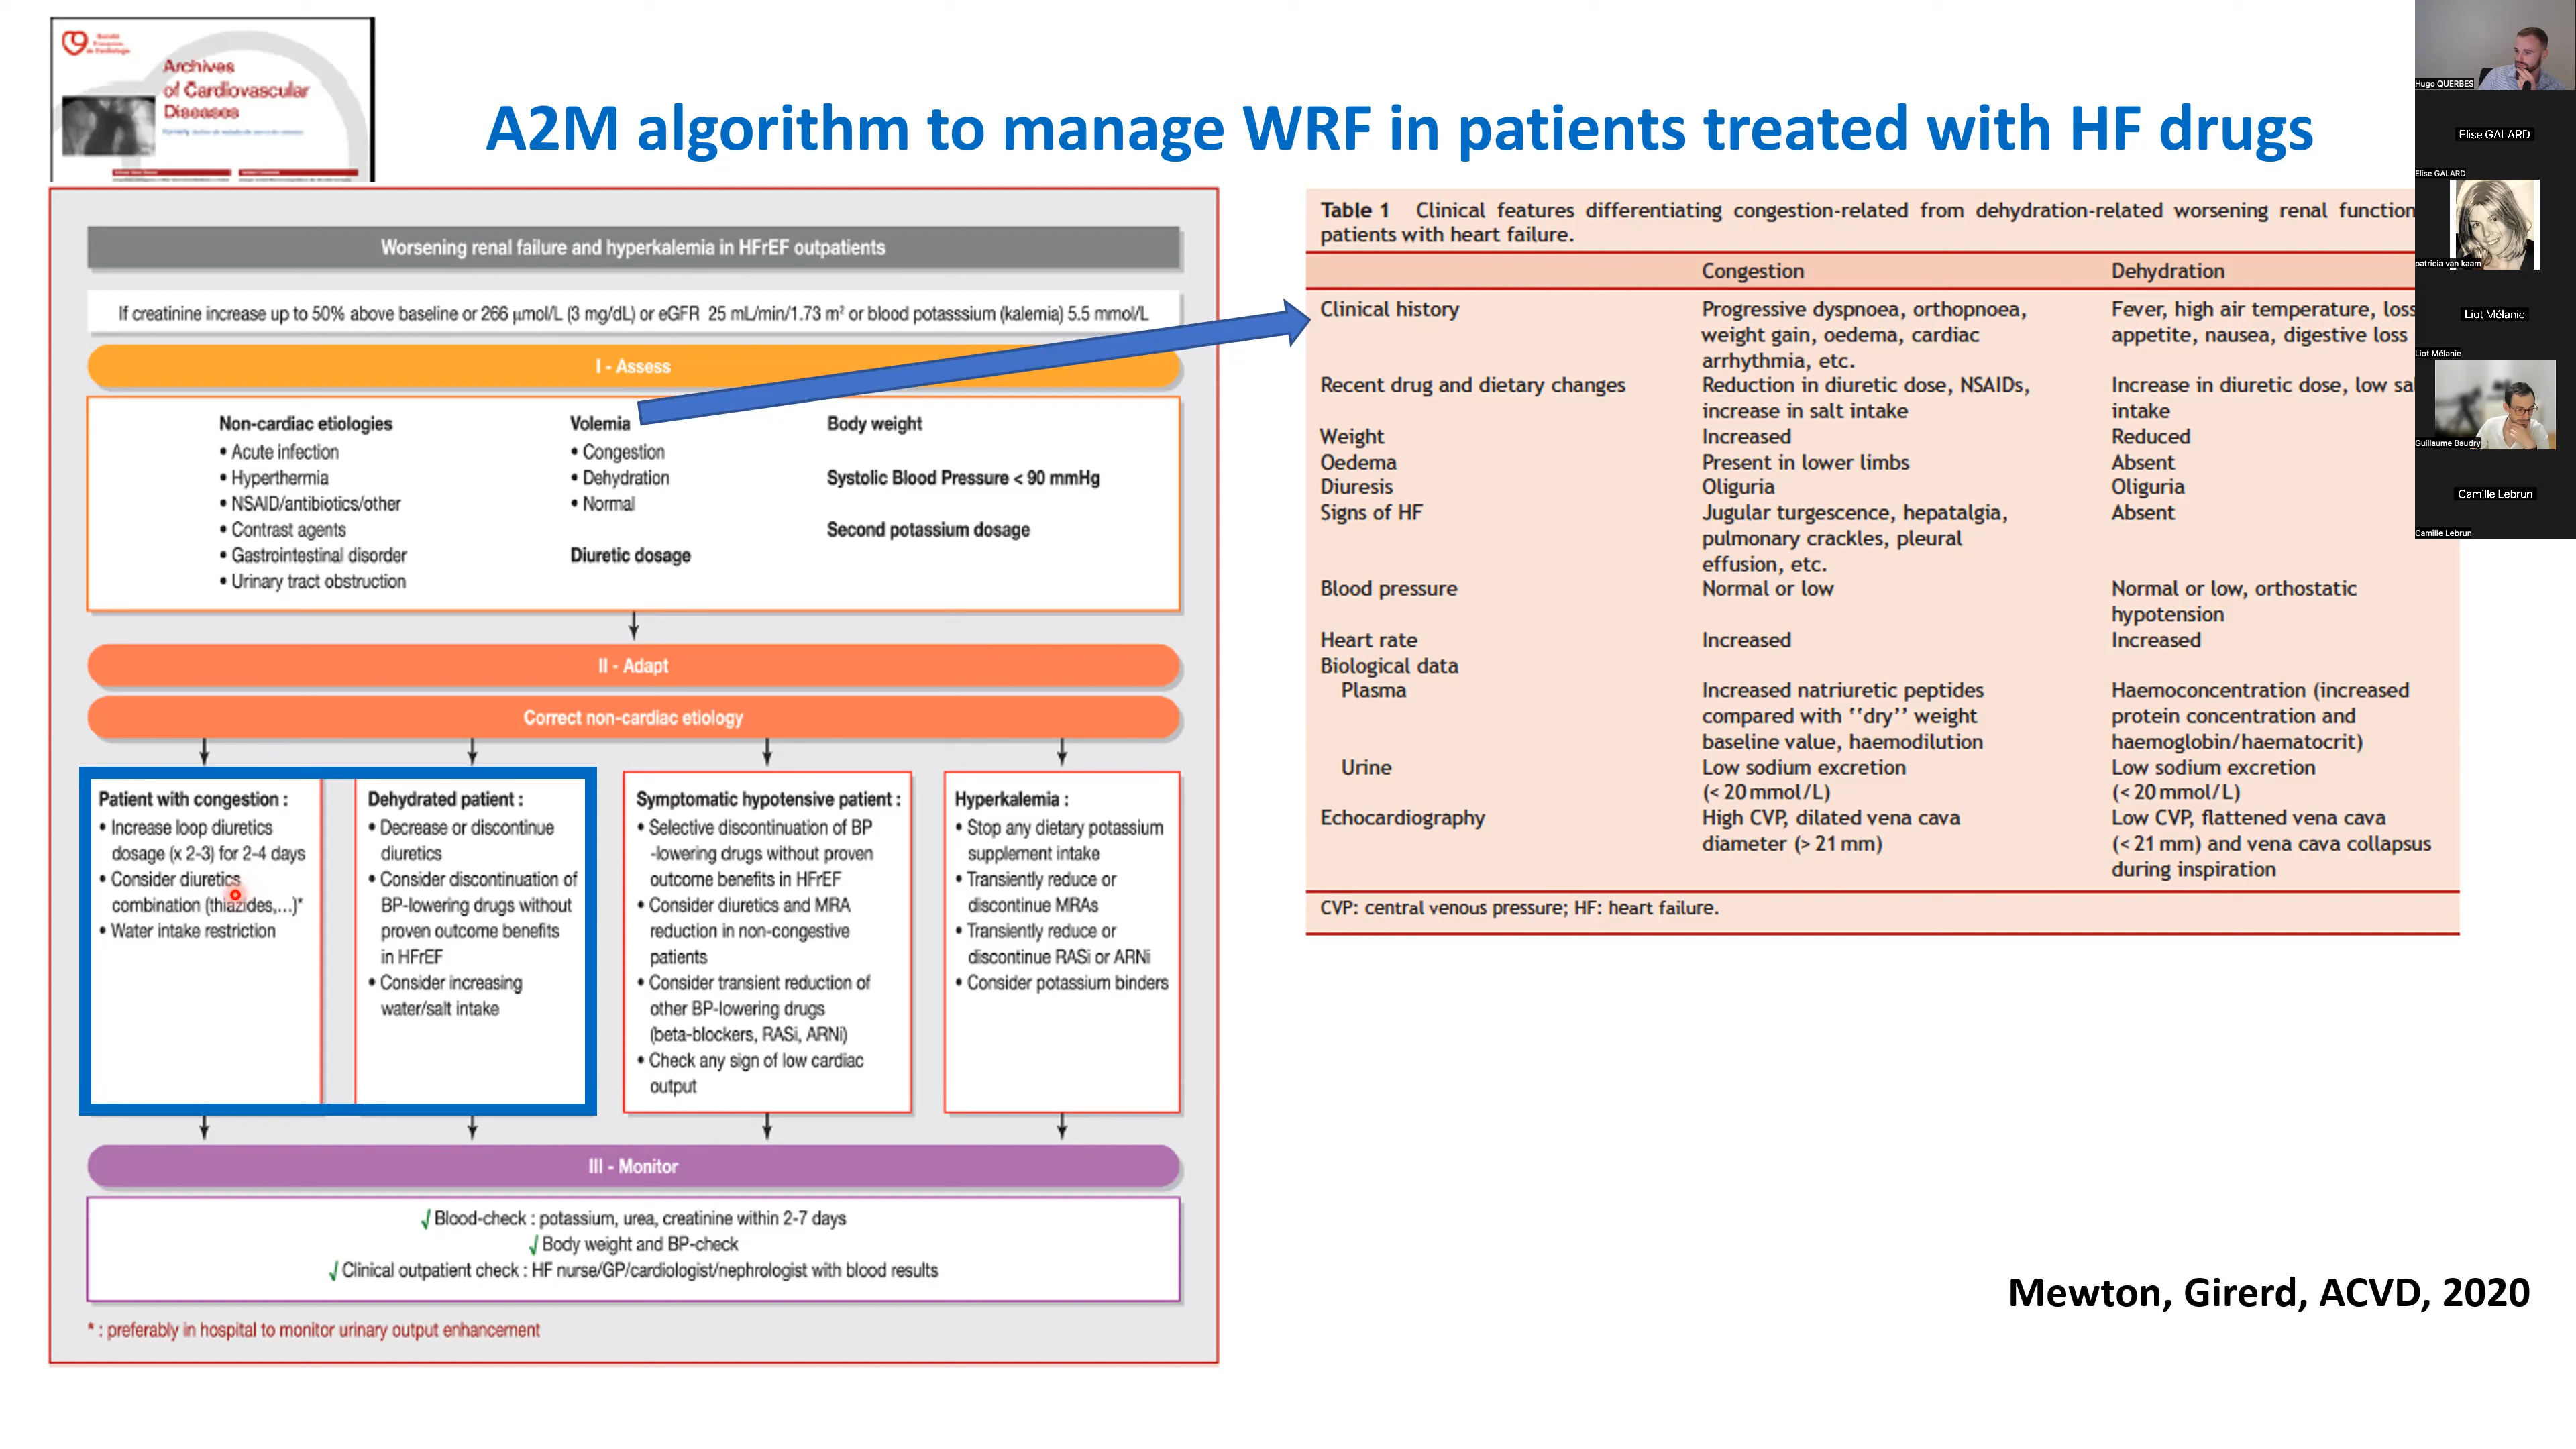 Archives
of Cardiovascular
Diseases
A2M algorithm to manage WRF in patients treated with HF drugs
Worsening renal failure and hyperkalemia in HFrEF outpatients
If creatinine increase up to 50% above baseline or 266 μmol/L (3 mg/dL) or eGFR 25 mL/min/1.73 m² or blood potasssium (kalemia) 5.5 mmol/L
I - Assess
Non-cardiac etiologies
• Acute infection
• Hyperthermia
• NSAID/antibiotics/other
• Contrast agents
• Gastrointestinal disorder
• Urinary tract obstruction
Volemia
• Congestion
• Dehydration
• Normal
Diuretic dosage
Body weight
Systolic Blood Pressure < 90 mmHg
Second potassium dosage
II - Adapt
Correct non-cardiac etiology
Patient with congestion :
• Increase loop diuretics
dosage (x 2-3) for 2-4 days
• Consider diuretics
combination (thiazides,...)*
• Water intake restriction
Dehydrated patient :
• Decrease or discontinue
diuretics
• Consider discontinuation of
BP-lowering drugs without
proven outcome benefits
in HFrEF
• Consider increasing
water/salt intake
Symptomatic hypotensive patient :
• Selective discontinuation of BP
-lowering drugs without proven
outcome benefits in HFrEF
• Consider diuretics and MRA
reduction in non-congestive
patients
• Consider transient reduction of
other BP-lowering drugs
(beta-blockers, RASi, ARNi)
• Check any sign of low cardiac
output
Hyperkalemia :
• Stop any dietary potassium
supplement intake
• Transiently reduce or
discontinue MRAs
• Transiently reduce or
discontinue RASi or ARNi
• Consider potassium binders
III - Monitor
√ Blood-check : potassium, urea, creatinine within 2-7 days
√ Body weight and BP-check
√ Clinical outpatient check : HF nurse/GP/cardiologist/nephrologist with blood results
* : preferably in hospital to monitor urinary output enhancement
Table 1 Clinical features differentiating congestion-related from dehydration-related worsening renal function
patients with heart failure.
Congestion Dehydration
Clinical history Progressive dyspnoea, orthopnoea, Fever, high air temperature, loss
weight gain, oedema, cardiac appetite, nausea, digestive loss
arrhythmia, etc.
Recent drug and dietary changes Reduction in diuretic dose, NSAIDs, Increase in diuretic dose, low
increase in salt intake intake
Weight Increased Reduced
Oedema Present in lower limbs Absent
Diuresis Oliguria Oliguria
Signs of HF Jugular turgescence, hepatalgia, Absent
pulmonary crackles, pleural
effusion, etc.
Blood pressure Normal or low Normal or low, orthostatic
hypotension
Heart rate Increased Increased
Biological data
Plasma Increased natriuretic peptides Haemoconcentration (increased
compared with ‘‘dry’’ weight protein concentration and
baseline value, haemodilution haemoglobin/haematocrit)
Urine Low sodium excretion Low sodium excretion
(< 20 mmol/L) (< 20 mmol/L)
Echocardiography High CVP, dilated vena cava Low CVP, flattened vena cava
diameter (> 21 mm) (< 21 mm) and vena cava collapsus
during inspiration
CVP: central venous pressure; HF: heart failure.
Mewton, Girerd, ACVD, 2020
Hugo QUERBES
Elise GALARD
Elise GALARD
patricia van kaam
Liot Mélanie
Liot Mélanie
Guillaume Baudry
Camille Lebrun
Camille Lebrun